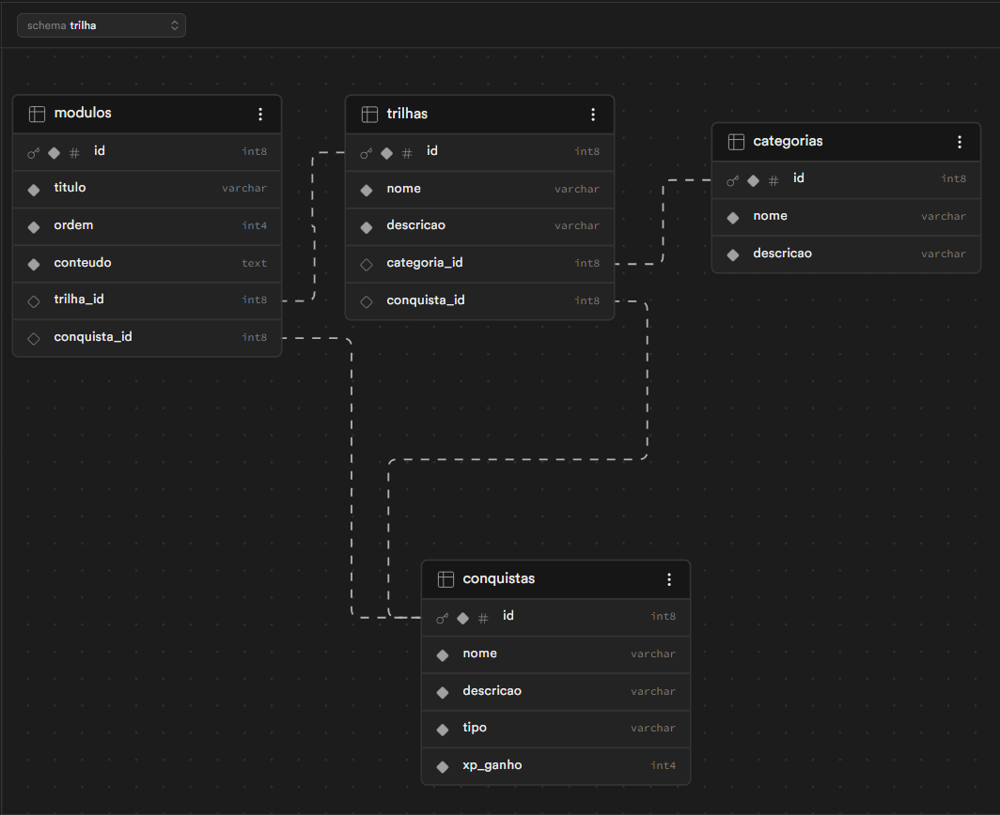 schema trilha
modulos
# id int8
titulo varchar
ordem int4
conteudo text
trilha_id int8
conquista_id int8
trilhas
# id int8
nome varchar
descricao varchar
categoria_id int8
conquista_id int8
categorias
# id int8
nome varchar
descricao varchar
conquistas
# id int8
nome varchar
descricao varchar
tipo varchar
xp_ganho int4